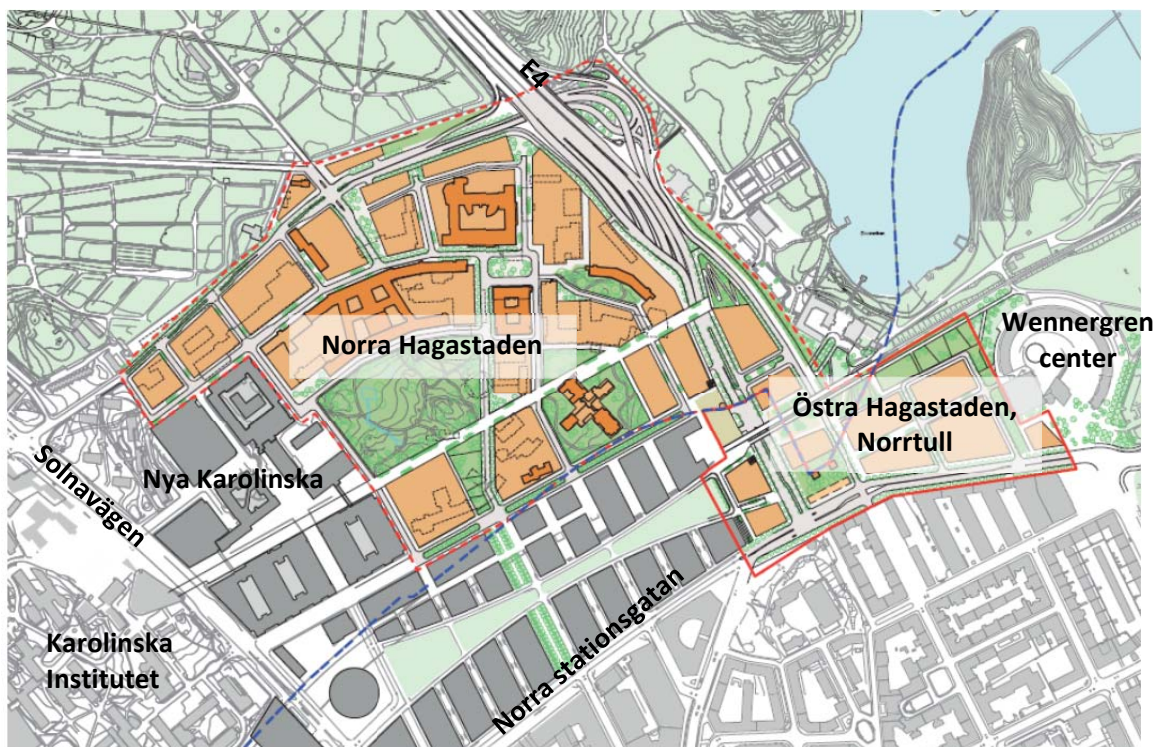 E4
Wennergren
center
Norra Hagastaden
Östra Hagastaden,
Norrtull
Nya Karolinska
Solnavägen
Norra stationsgatan
Karolinska
Institutet